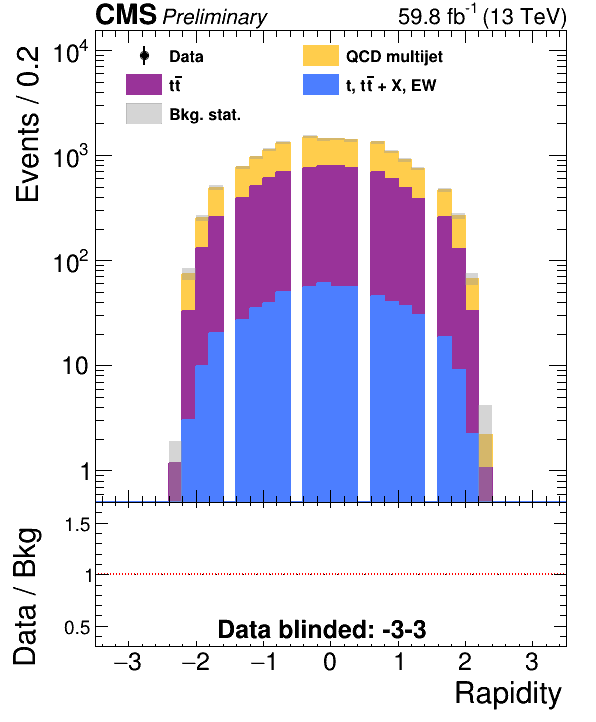 CMS Preliminary 59.8 fb⁻¹ (13 TeV)
Events / 0.2
10⁴
10³
10²
10
1
Data
QCD multijet
tt̄
t, tt̄ + X, EW
Bkg. stat.
Data / Bkg
1.5
1
0.5
Data blinded: -3-3
−3 −2 −1 0 1 2 3
Rapidity